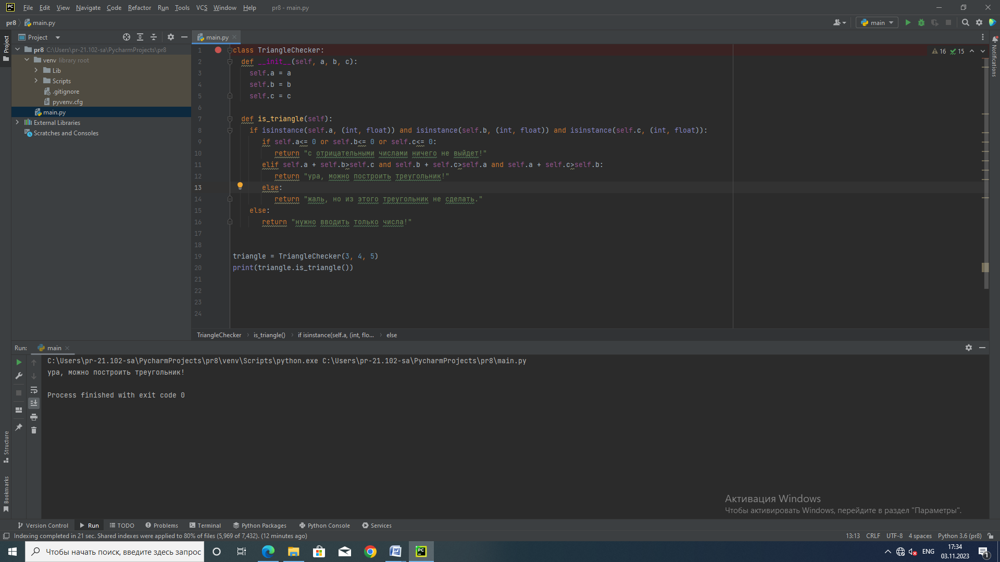 File Edit View Navigate Code Refactor Run Tools VCS Window Help pr8 - main.py
pr8 main.py main
Project main.py
pr8 C:\Users\pr-21.102-sa\PycharmProjects\pr8
venv library root
Lib
Scripts
.gitignore
pyvenv.cfg
main.py
External Libraries
Scratches and Consoles
Project
Structure
Bookmarks
Notifications
16 15
1 class TriangleChecker:
2 def __init__(self, a, b, c):
3 self.a = a
4 self.b = b
5 self.c = c
6
7 def is_triangle(self):
8 if isinstance(self.a, (int, float)) and isinstance(self.b, (int, float)) and isinstance(self.c, (int, float)):
9 if self.a<= 0 or self.b<= 0 or self.c<= 0:
10 return "с отрицательными числами ничего не выйдет!"
11 elif self.a + self.b>self.c and self.b + self.c>self.a and self.a + self.c>self.b:
12 return "ура, можно построить треугольник!"
13 else:
14 return "жаль, но из этого треугольник не сделать."
15 else:
16 return "нужно вводить только числа!"
17
18
19 triangle = TriangleChecker(3, 4, 5)
20 print(triangle.is_triangle())
21
22
23
24
TriangleChecker is_triangle() if isinstance(self.a, (int, flo... else
Run: main
C:\Users\pr-21.102-sa\PycharmProjects\pr8\venv\Scripts\python.exe C:\Users\pr-21.102-sa\PycharmProjects\pr8\main.py
ура, можно построить треугольник!
Process finished with exit code 0
Активация Windows
Чтобы активировать Windows, перейдите в раздел "Параметры".
Version Control Run TODO Problems Terminal Python Packages Python Console Services
Indexing completed in 21 sec. Shared indexes were applied to 80% of files (5,969 of 7,432). (12 minutes ago) 13:13 CRLF UTF-8 4 spaces Python 3.6 (pr8)
Чтобы начать поиск, введите здесь запрос ENG 17:34
03.11.2023 1